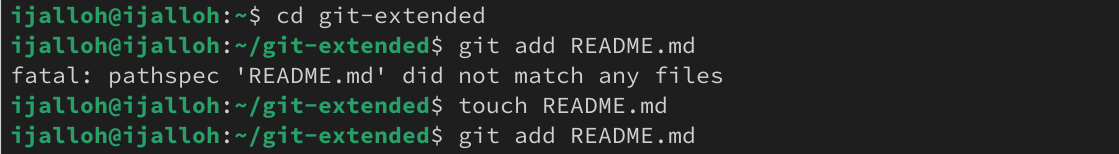 ijalloh@ijalloh:~$ cd git-extended
ijalloh@ijalloh:~/git-extended$ git add README.md
fatal: pathspec 'README.md' did not match any files
ijalloh@ijalloh:~/git-extended$ touch README.md
ijalloh@ijalloh:~/git-extended$ git add README.md